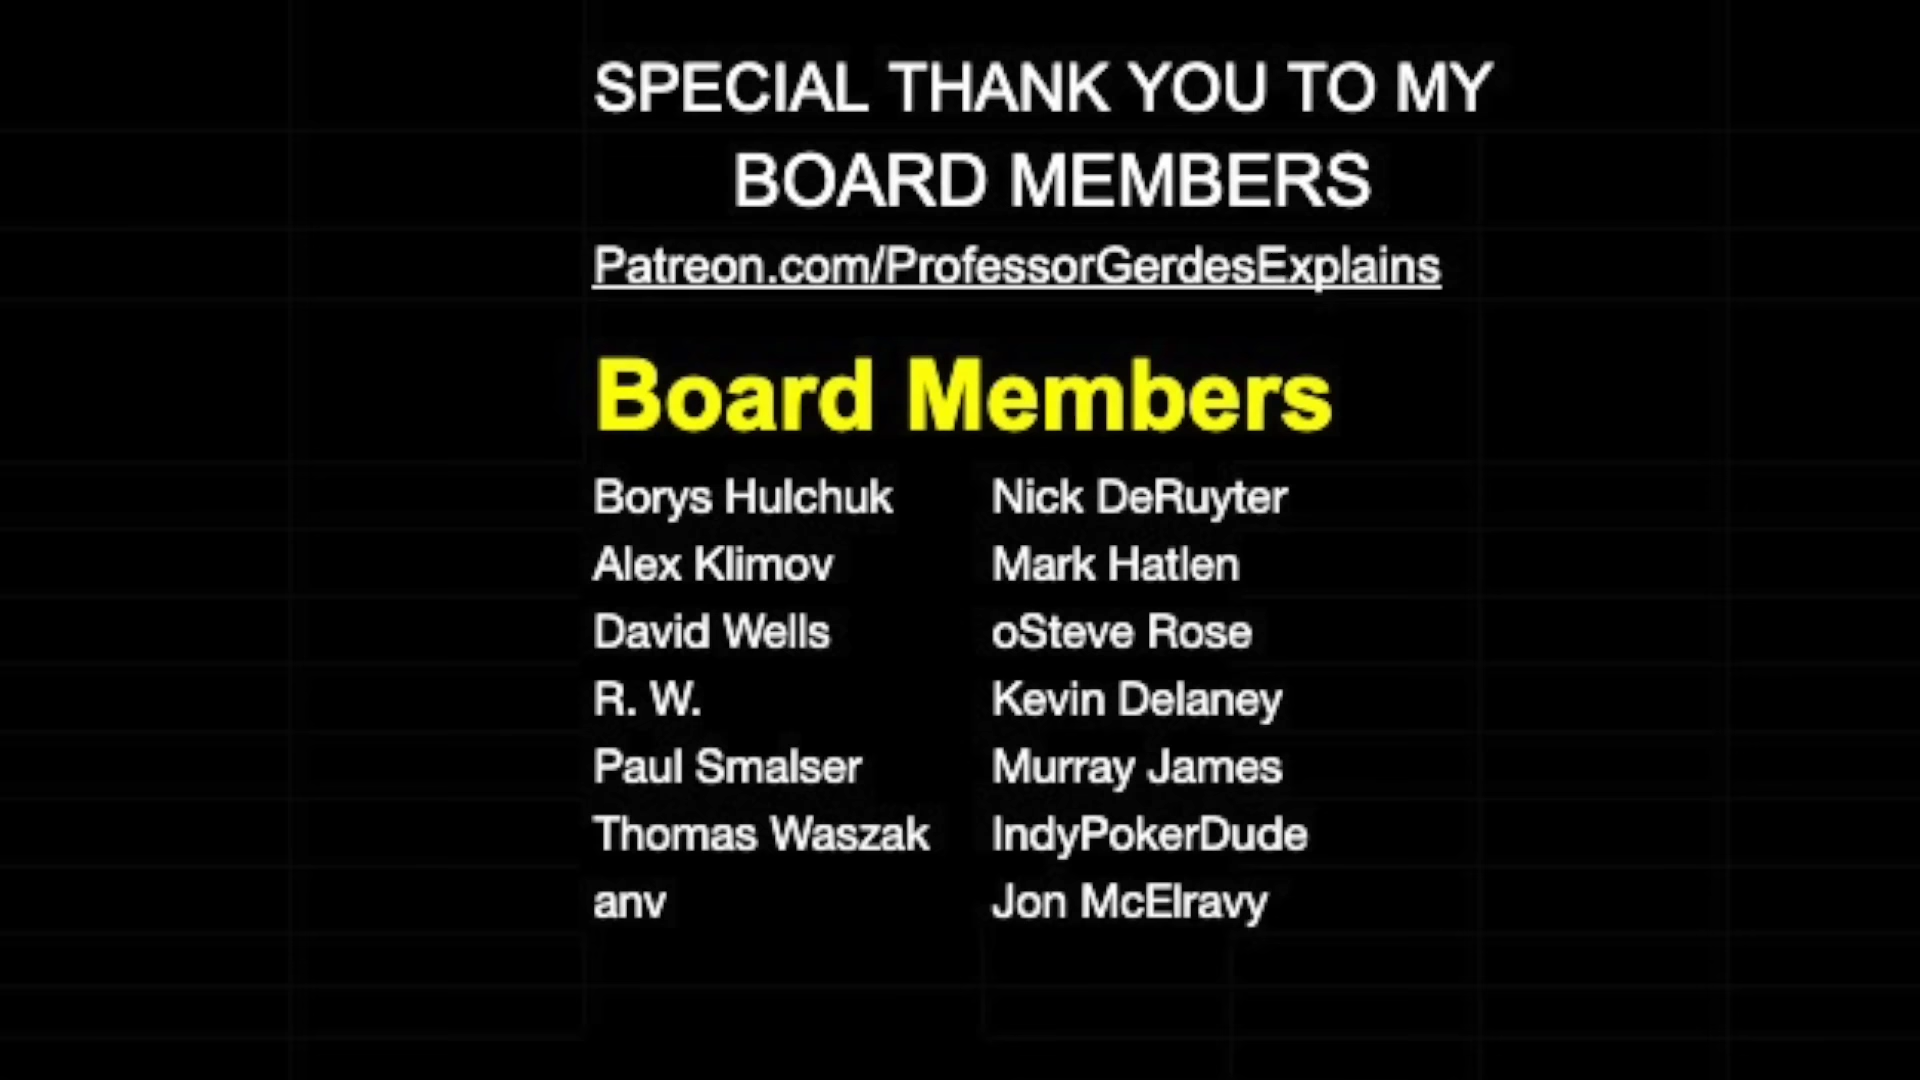 SPECIAL THANK YOU TO MY
BOARD MEMBERS
Patreon.com/ProfessorGerdesExplains
Board Members
Borys Hulchuk Nick DeRuyter
Alex Klimov Mark Hatlen
David Wells oSteve Rose
R. W. Kevin Delaney
Paul Smalser Murray James
Thomas Waszak IndyPokerDude
anv Jon McElravy